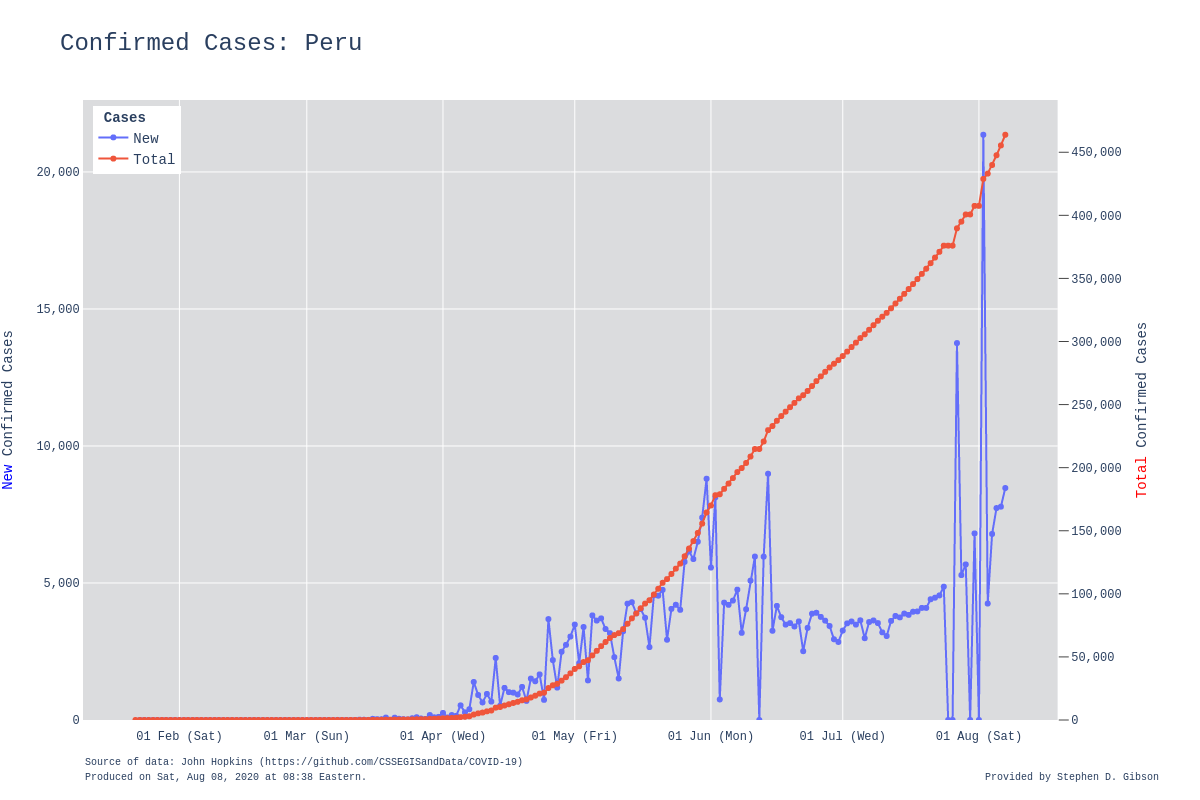 Confirmed Cases: Peru
Cases
New
Total
20,000
15,000
10,000
5,000
0
New Confirmed Cases
450,000
400,000
350,000
300,000
250,000
200,000
150,000
100,000
50,000
0
Total Confirmed Cases
01 Feb (Sat)
01 Mar (Sun)
01 Apr (Wed)
01 May (Fri)
01 Jun (Mon)
01 Jul (Wed)
01 Aug (Sat)
Source of data: John Hopkins (https://github.com/CSSEGISandData/COVID-19)
Produced on Sat, Aug 08, 2020 at 08:38 Eastern.
Provided by Stephen D. Gibson